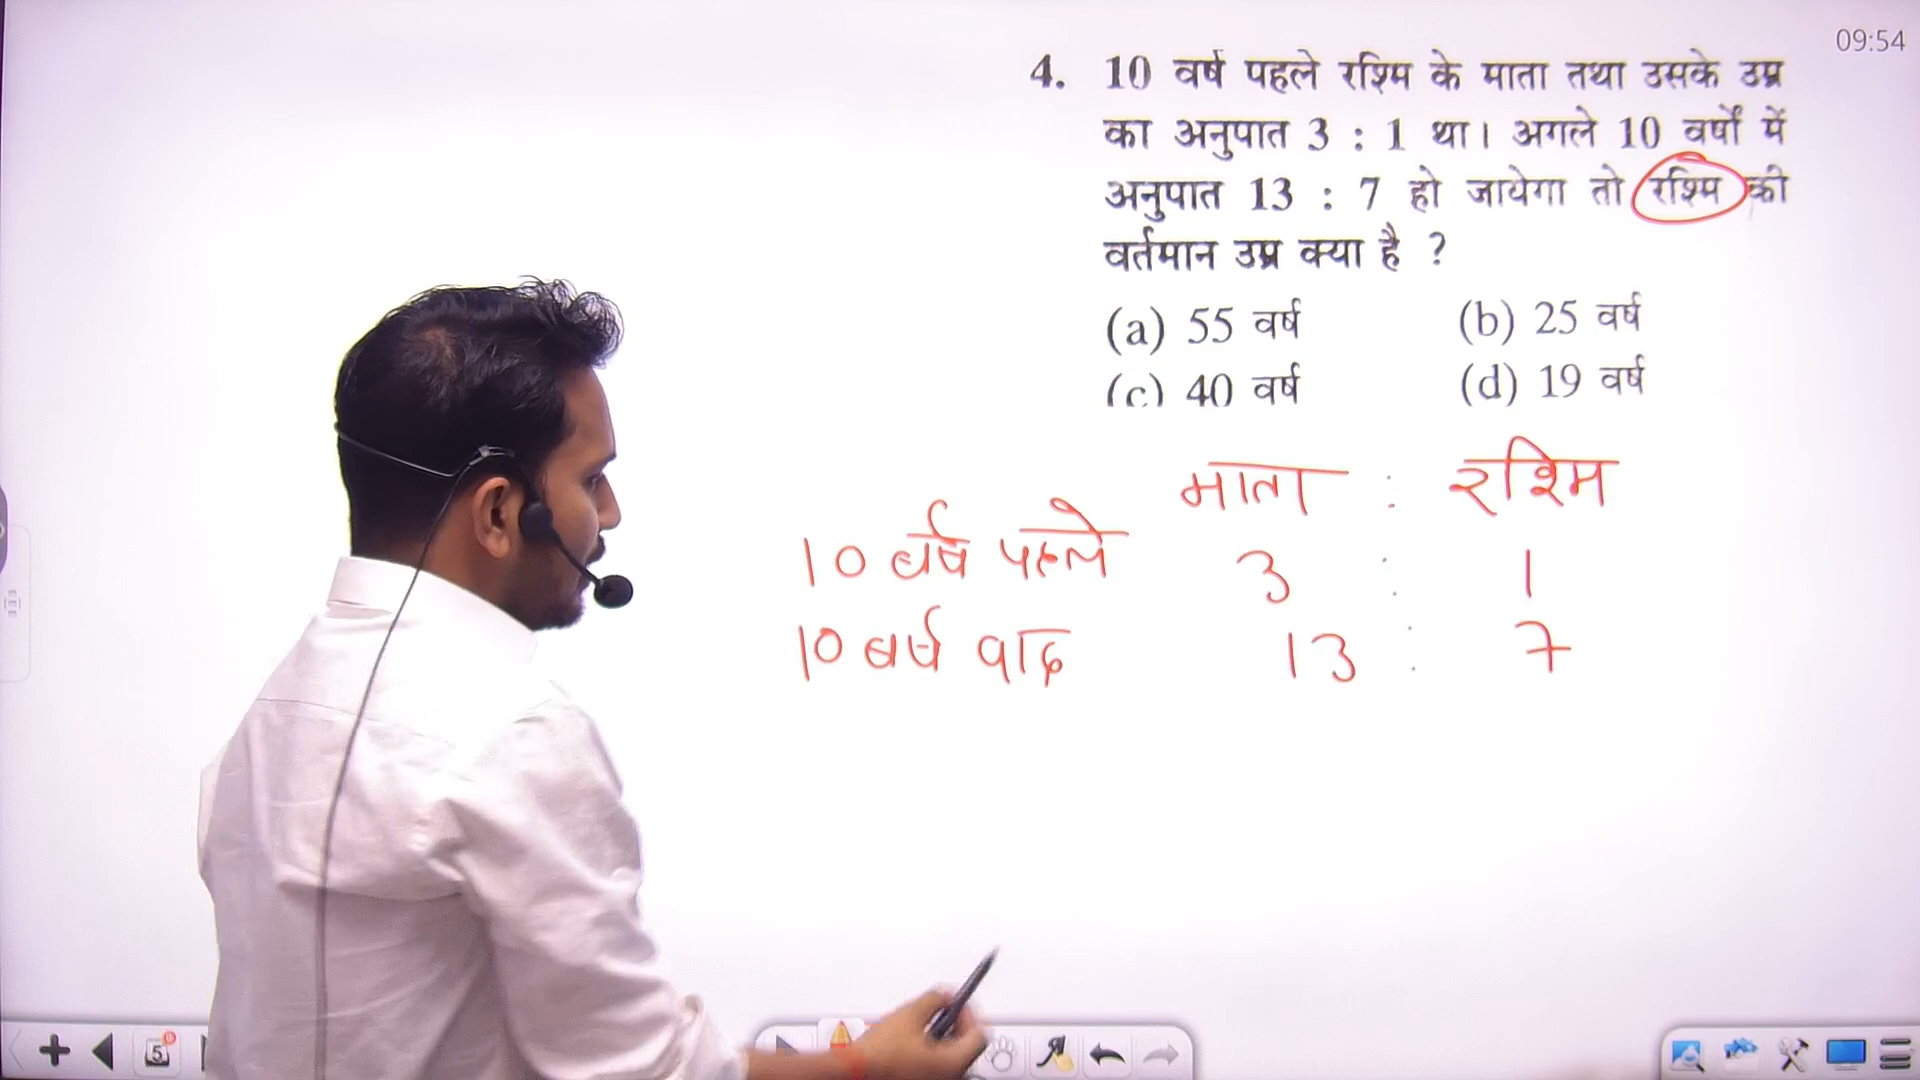 09:54
4. 10 वर्ष पहले रश्मि के माता तथा उसके उम्र
का अनुपात 3 : 1 था। अगले 10 वर्षों में
अनुपात 13 : 7 हो जायेगा तो रश्मि की
वर्तमान उम्र क्या है ?
(a) 55 वर्ष (b) 25 वर्ष
(c) 40 वर्ष (d) 19 वर्ष
माता : रश्मि
10 वर्ष पहले 3 : 1
10 वर्ष बाद 13 : 7
5